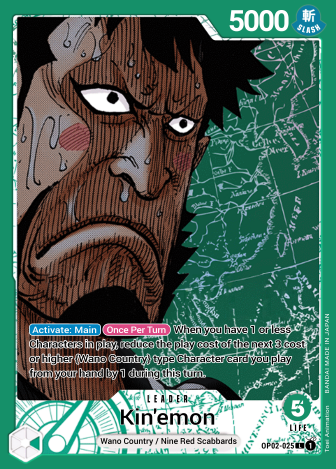 5000
斬
SLASH
Activate: Main Once Per Turn When you have 1 or less
Characters in play, reduce the play cost of the next 3 cost
or higher {Wano Country} type Character card you play
from your hand by 1 during this turn.
LEADER
Kin'emon
Wano Country / Nine Red Scabbards
5
LIFE
OP02-025 L 1
BANDAI MADE IN JAPAN
Toei Animation